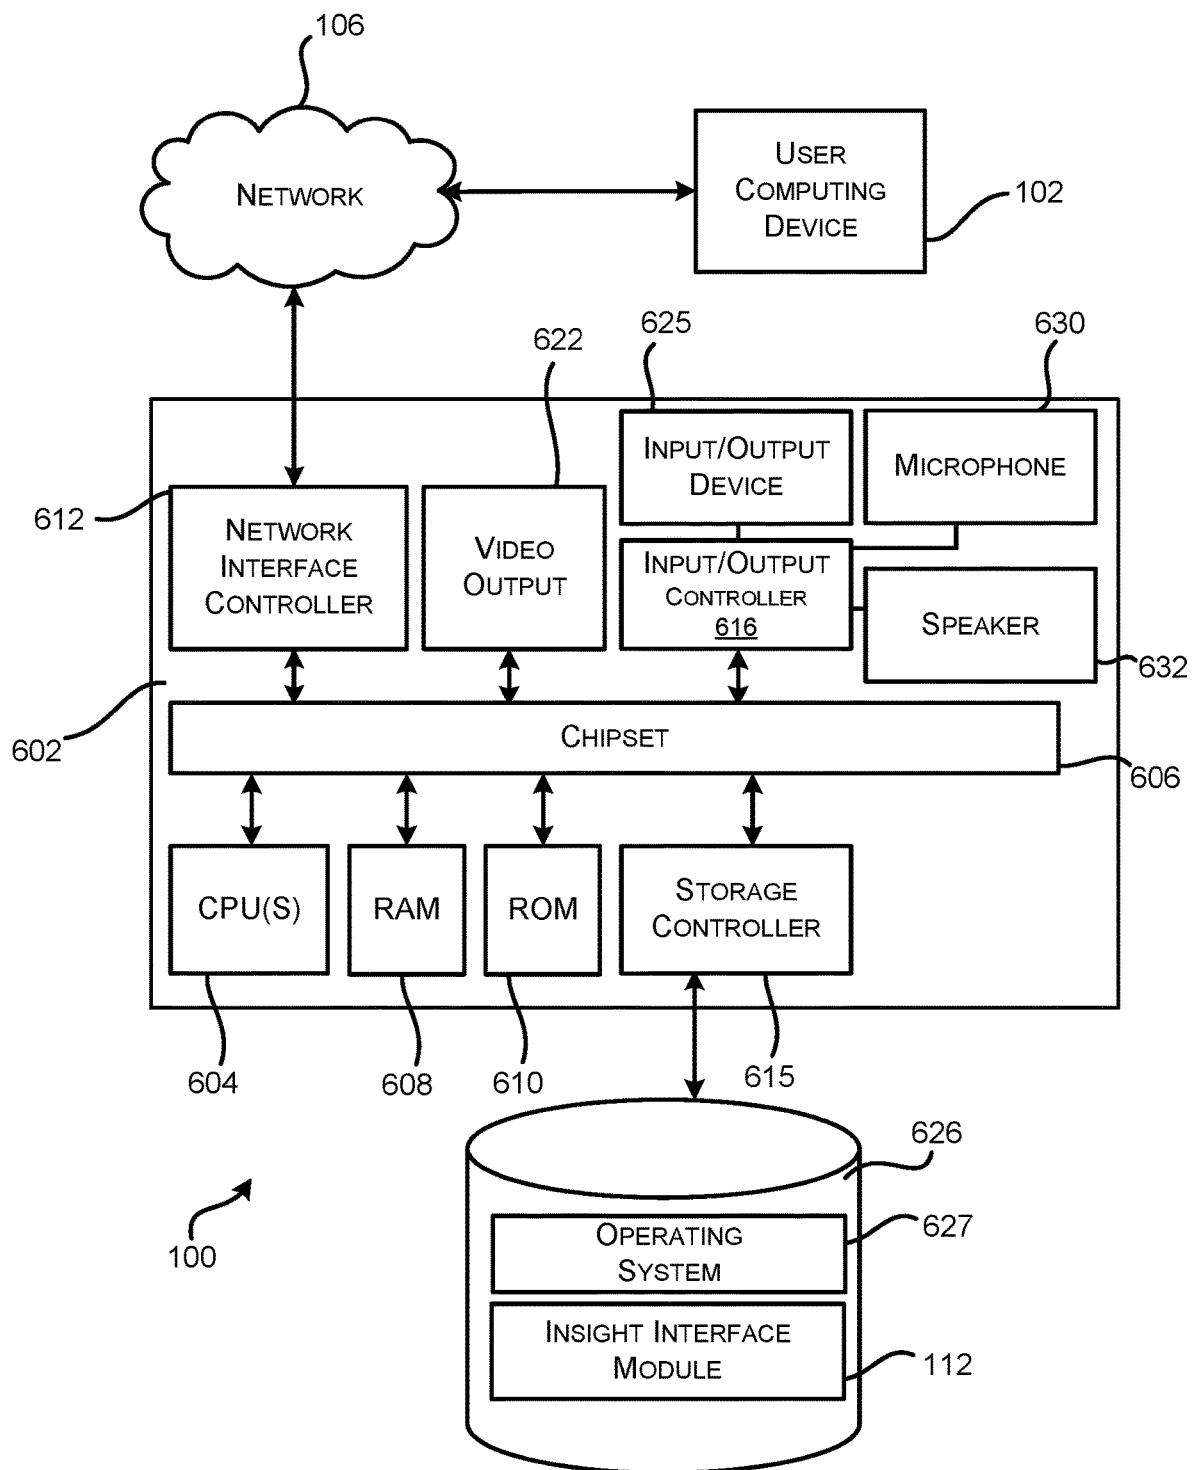 106
NETWORK
USER
COMPUTING
DEVICE
102
625
630
622
INPUT/OUTPUT
DEVICE
MICROPHONE
612
NETWORK
INTERFACE
CONTROLLER
VIDEO
OUTPUT
INPUT/OUTPUT
CONTROLLER
616
SPEAKER
632
602
CHIPSET
606
CPU(S)
RAM
ROM
STORAGE
CONTROLLER
604
608
610
615
626
100
OPERATING
SYSTEM
627
INSIGHT INTERFACE
MODULE
112